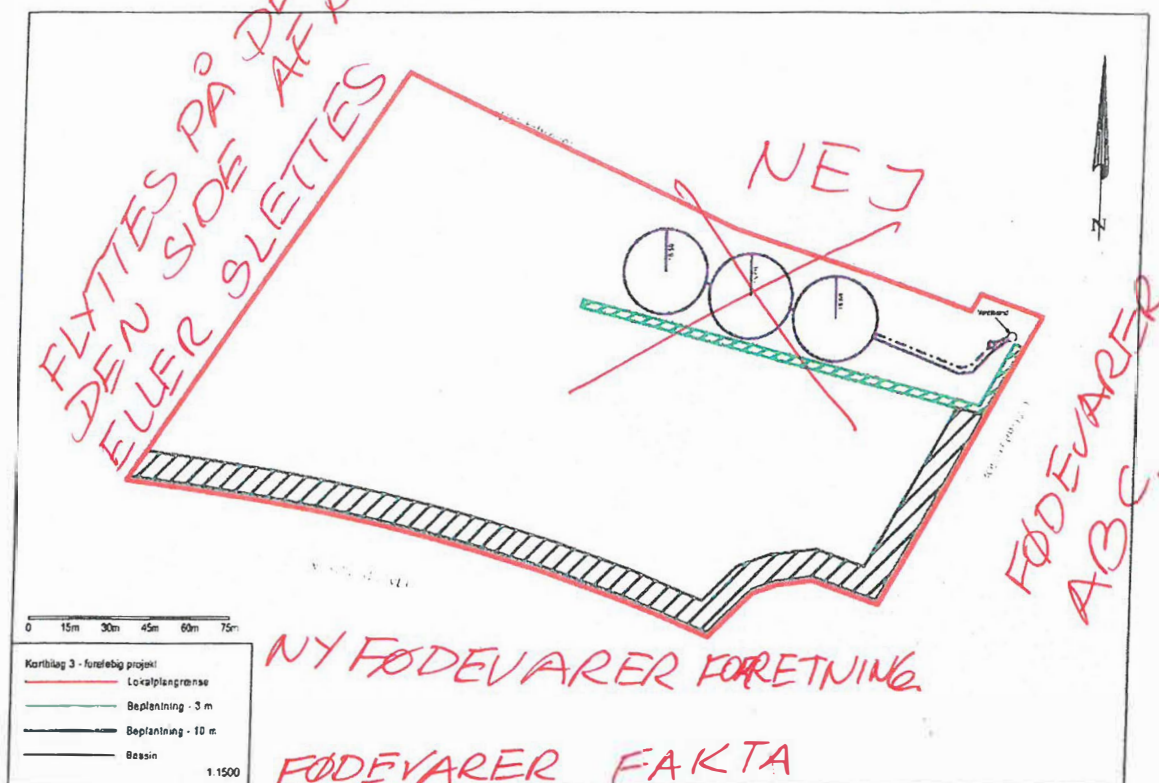 FLYTTES PÅ
DEN SIDE AF
ELLER SLETTES
NEJ
N
FØDEVARER
ABC.
0 15m 30m 45m 60m 75m
NY FØDEVARER FORRETNING
Kortbilag 3 - foreløbig projekt
Lokalplangrænse
Beplantning - 3 m
Beplantning - 10 m
Bassin
1:1500
FØDEVARER FAKTA